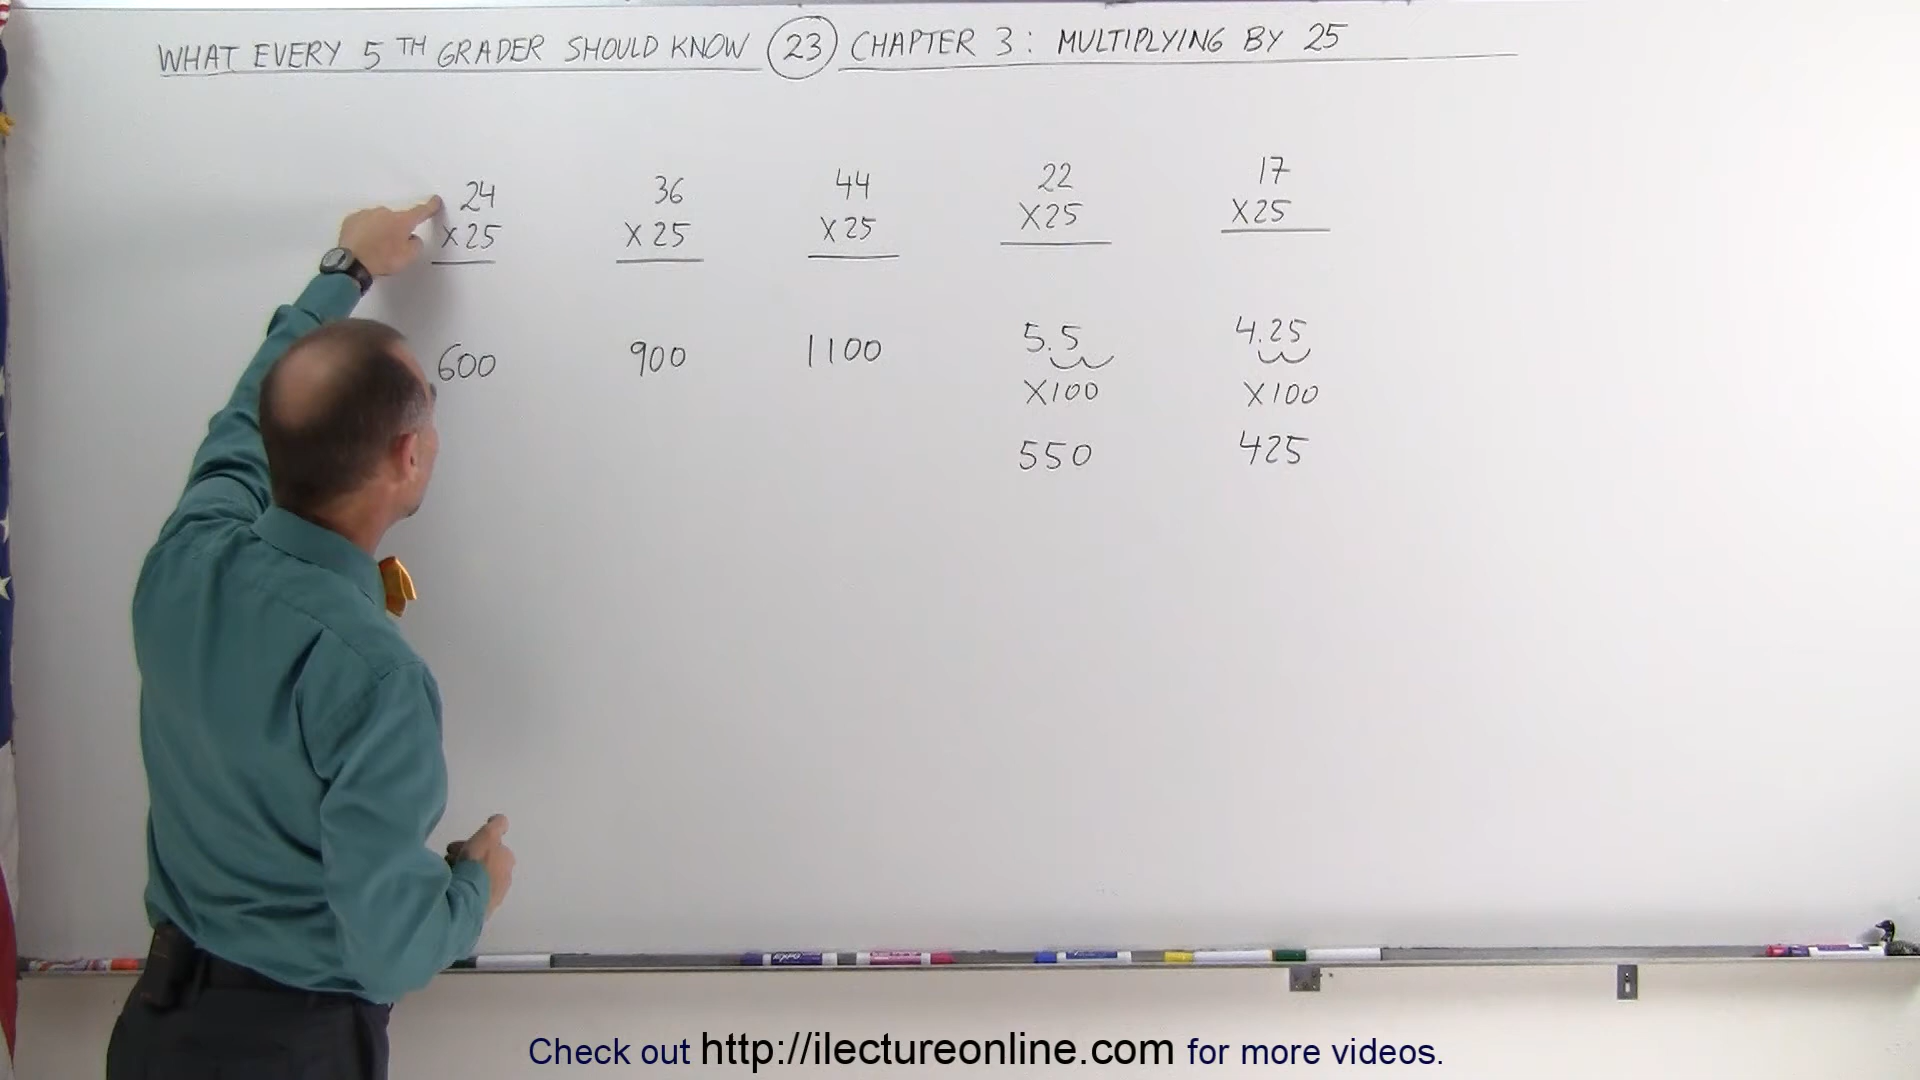 WHAT EVERY 5TH GRADER SHOULD KNOW 23 CHAPTER 3: MULTIPLYING BY 25
24
X25
600
36
X25
900
44
X25
1100
22
X25
5.5
X100
550
17
X25
4.25
X100
425
Check out http://ilectureonline.com for more videos.